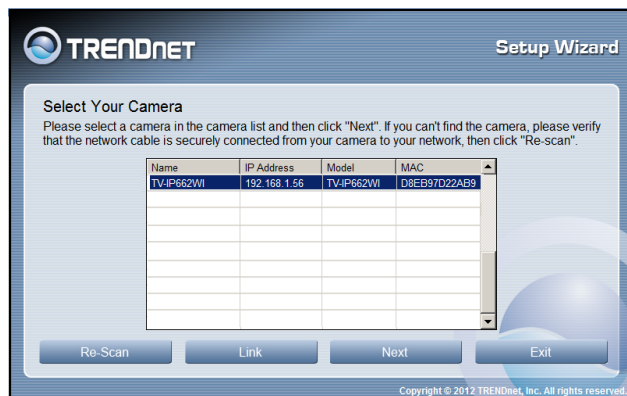 TRENDNET
Setup Wizard
Select Your Camera
Please select a camera in the camera list and then click "Next". If you can't find the camera, please verify
that the network cable is securely connected from your camera to your network, then click "Re-scan".
Name IP Address Model MAC
TV-IP662WI 192.168.1.56 TV-IP662WI D8EB97D22AB9
Re-Scan Link Next Exit
Copyright © 2012 TRENDnet, Inc. All rights reserved.